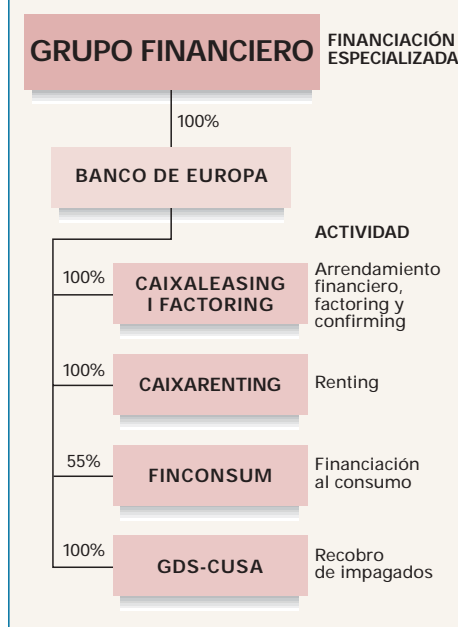 GRUPO FINANCIERO
FINANCIACIÓN
ESPECIALIZADA
100%
BANCO DE EUROPA
ACTIVIDAD
100%
CAIXALEASING
I FACTORING
Arrendamiento
financiero,
factoring y
confirming
100%
CAIXARENTING
Renting
55%
FINCONSUM
Financiación
al consumo
100%
GDS-CUSA
Recobro
de impagados